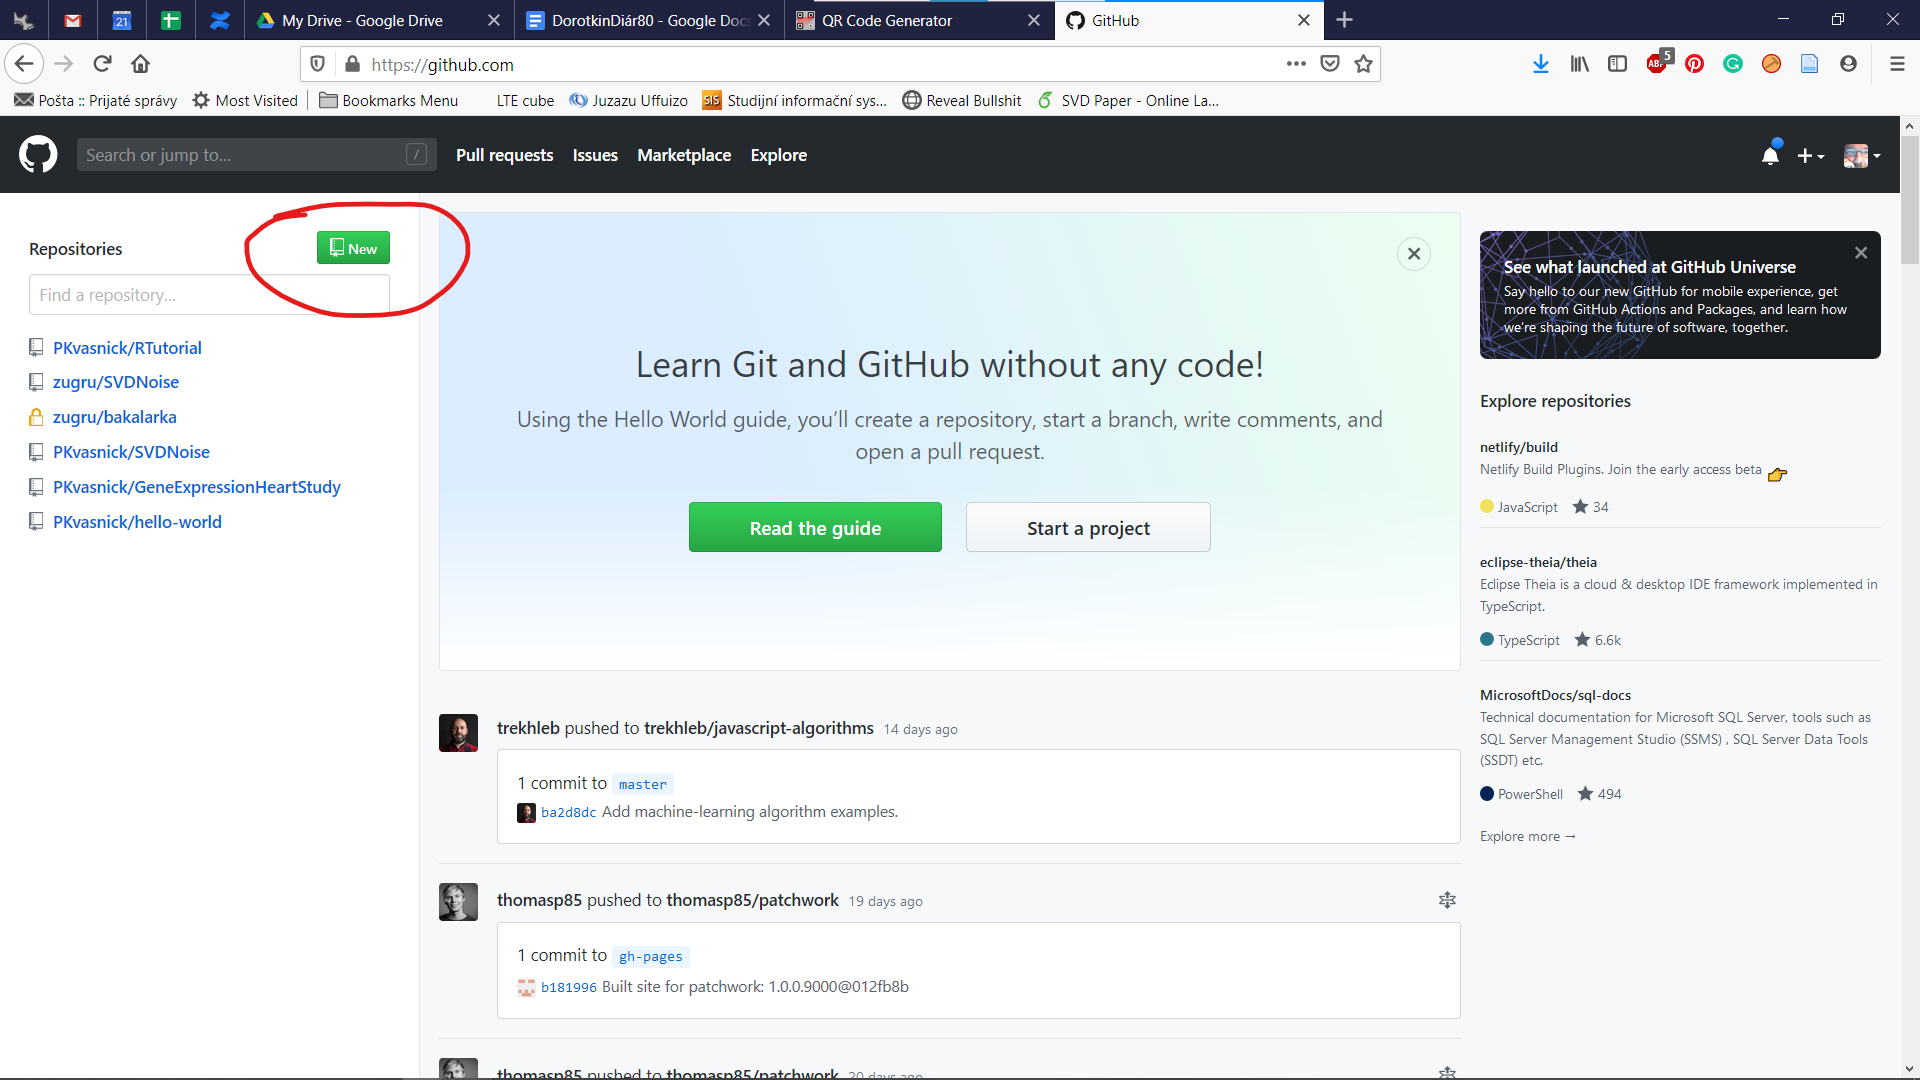 21
My Drive - Google Drive
DorotkinDiár80 - Google Docs
QR Code Generator
GitHub
https://github.com
ABP
5
Pošta :: Prijaté správy
Most Visited
Bookmarks Menu
LTE cube
Juzazu Uffuizo
SIS
Studijní informační sys...
Reveal Bullshit
SVD Paper - Online La...
Search or jump to...
/
Pull requests
Issues
Marketplace
Explore
Repositories
New
Find a repository...
PKvasnick/RTutorial
zugru/SVDNoise
zugru/bakalarka
PKvasnick/SVDNoise
PKvasnick/GeneExpressionHeartStudy
PKvasnick/hello-world
Learn Git and GitHub without any code!
Using the Hello World guide, you’ll create a repository, start a branch, write comments, and
open a pull request.
Read the guide
Start a project
trekhleb pushed to trekhleb/javascript-algorithms 14 days ago
1 commit to master
ba2d8dc Add machine-learning algorithm examples.
thomasp85 pushed to thomasp85/patchwork 19 days ago
1 commit to gh-pages
b181996 Built site for patchwork: 1.0.0.9000@012fb8b
thomasp85 pushed to thomasp85/patchwork 20 days ago
See what launched at GitHub Universe
Say hello to our new GitHub for mobile experience, get
more from GitHub Actions and Packages, and learn how
we’re shaping the future of software, together.
Explore repositories
netlify/build
Netlify Build Plugins. Join the early access beta
JavaScript 34
eclipse-theia/theia
Eclipse Theia is a cloud & desktop IDE framework implemented in
TypeScript.
TypeScript 6.6k
MicrosoftDocs/sql-docs
Technical documentation for Microsoft SQL Server, tools such as
SQL Server Management Studio (SSMS) , SQL Server Data Tools
(SSDT) etc.
PowerShell 494
Explore more →